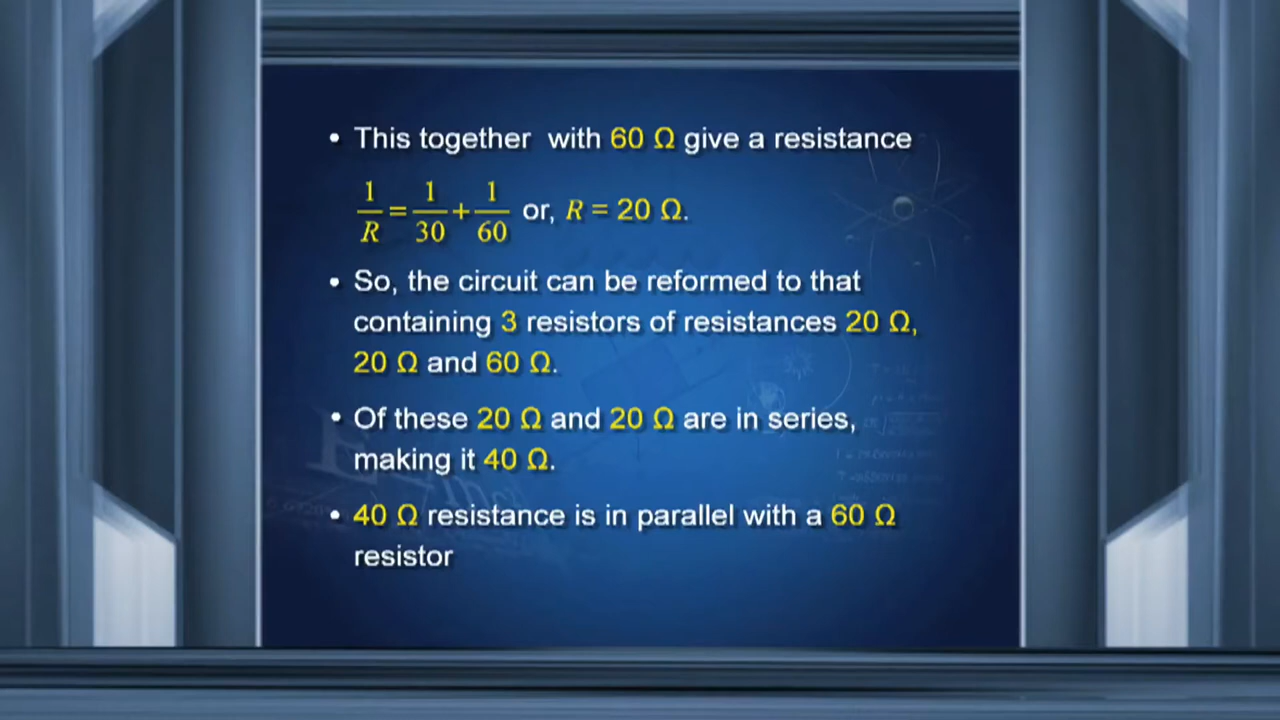 • This together with 60 Ω give a resistance
1/R = 1/30 + 1/60 or, R = 20 Ω.
• So, the circuit can be reformed to that
containing 3 resistors of resistances 20 Ω,
20 Ω and 60 Ω.
• Of these 20 Ω and 20 Ω are in series,
making it 40 Ω.
• 40 Ω resistance is in parallel with a 60 Ω
resistor